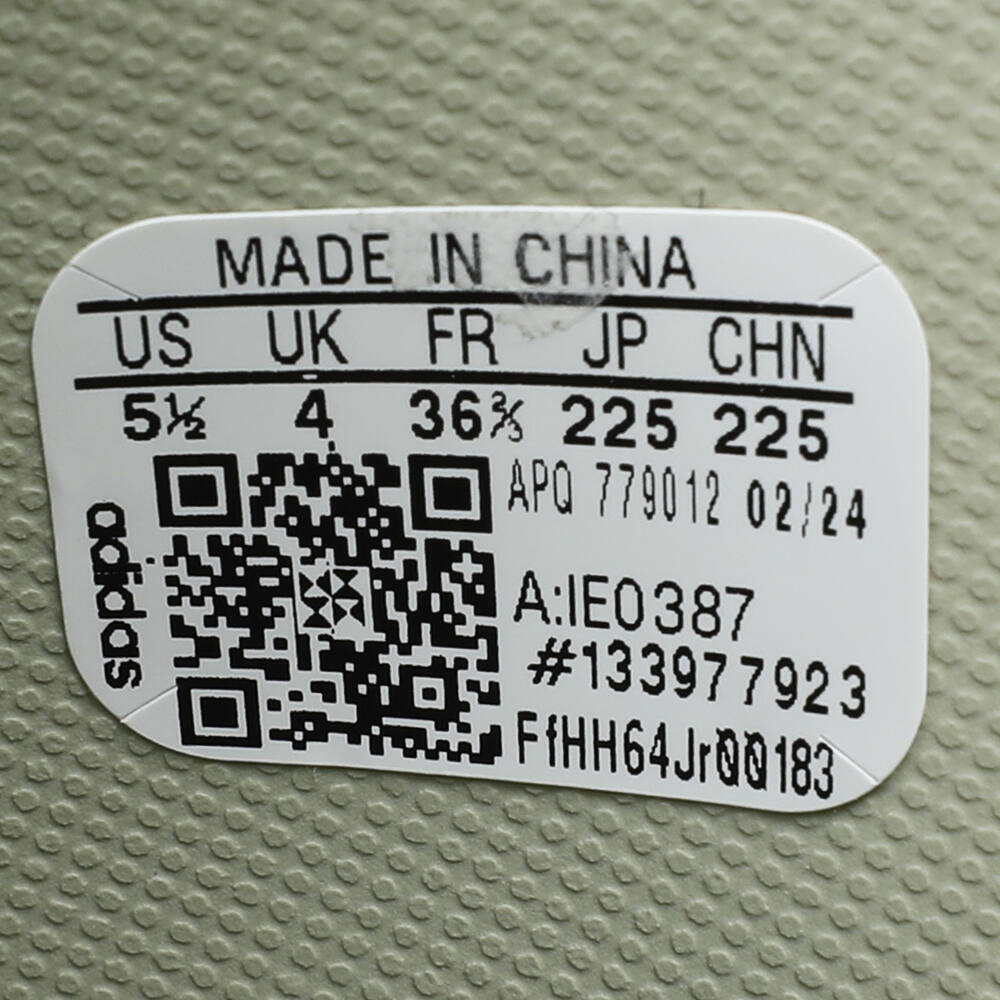 MADE IN CHINA
US UK FR JP CHN
5½ 4 36⅔ 225 225
APQ 779012 02/24
adidas
A:IE0387
#133977923
FfHH64Jr00183